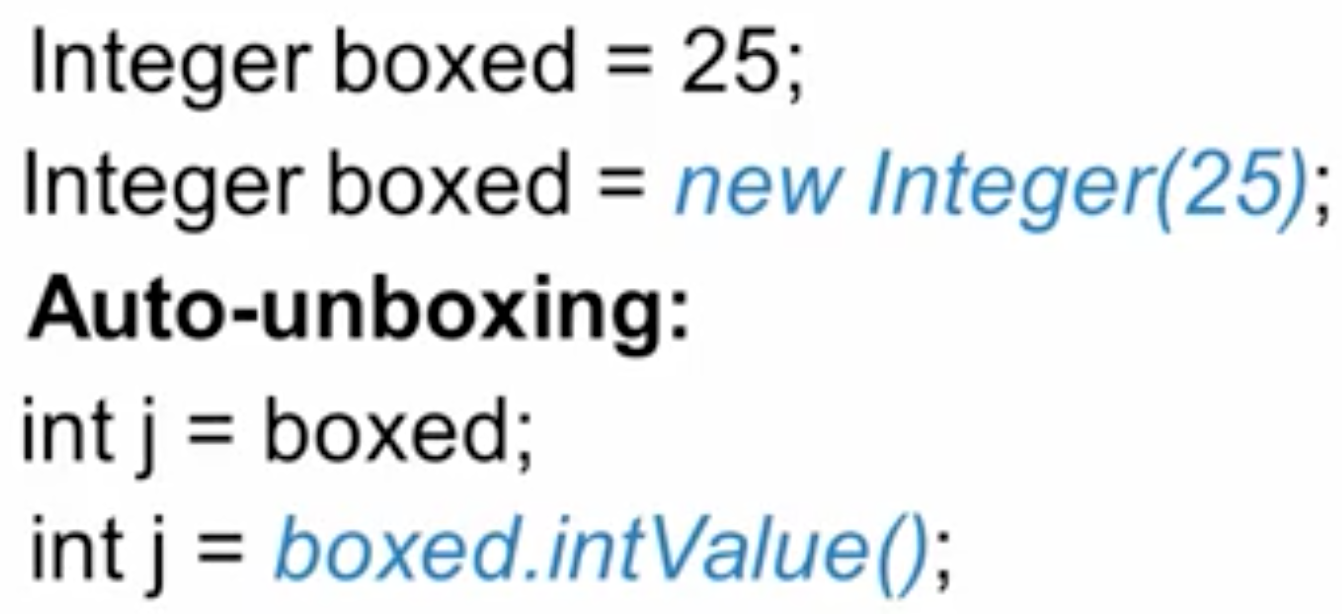 Integer boxed = 25;
Integer boxed = new Integer(25);
Auto-unboxing:
int j = boxed;
int j = boxed.intValue();